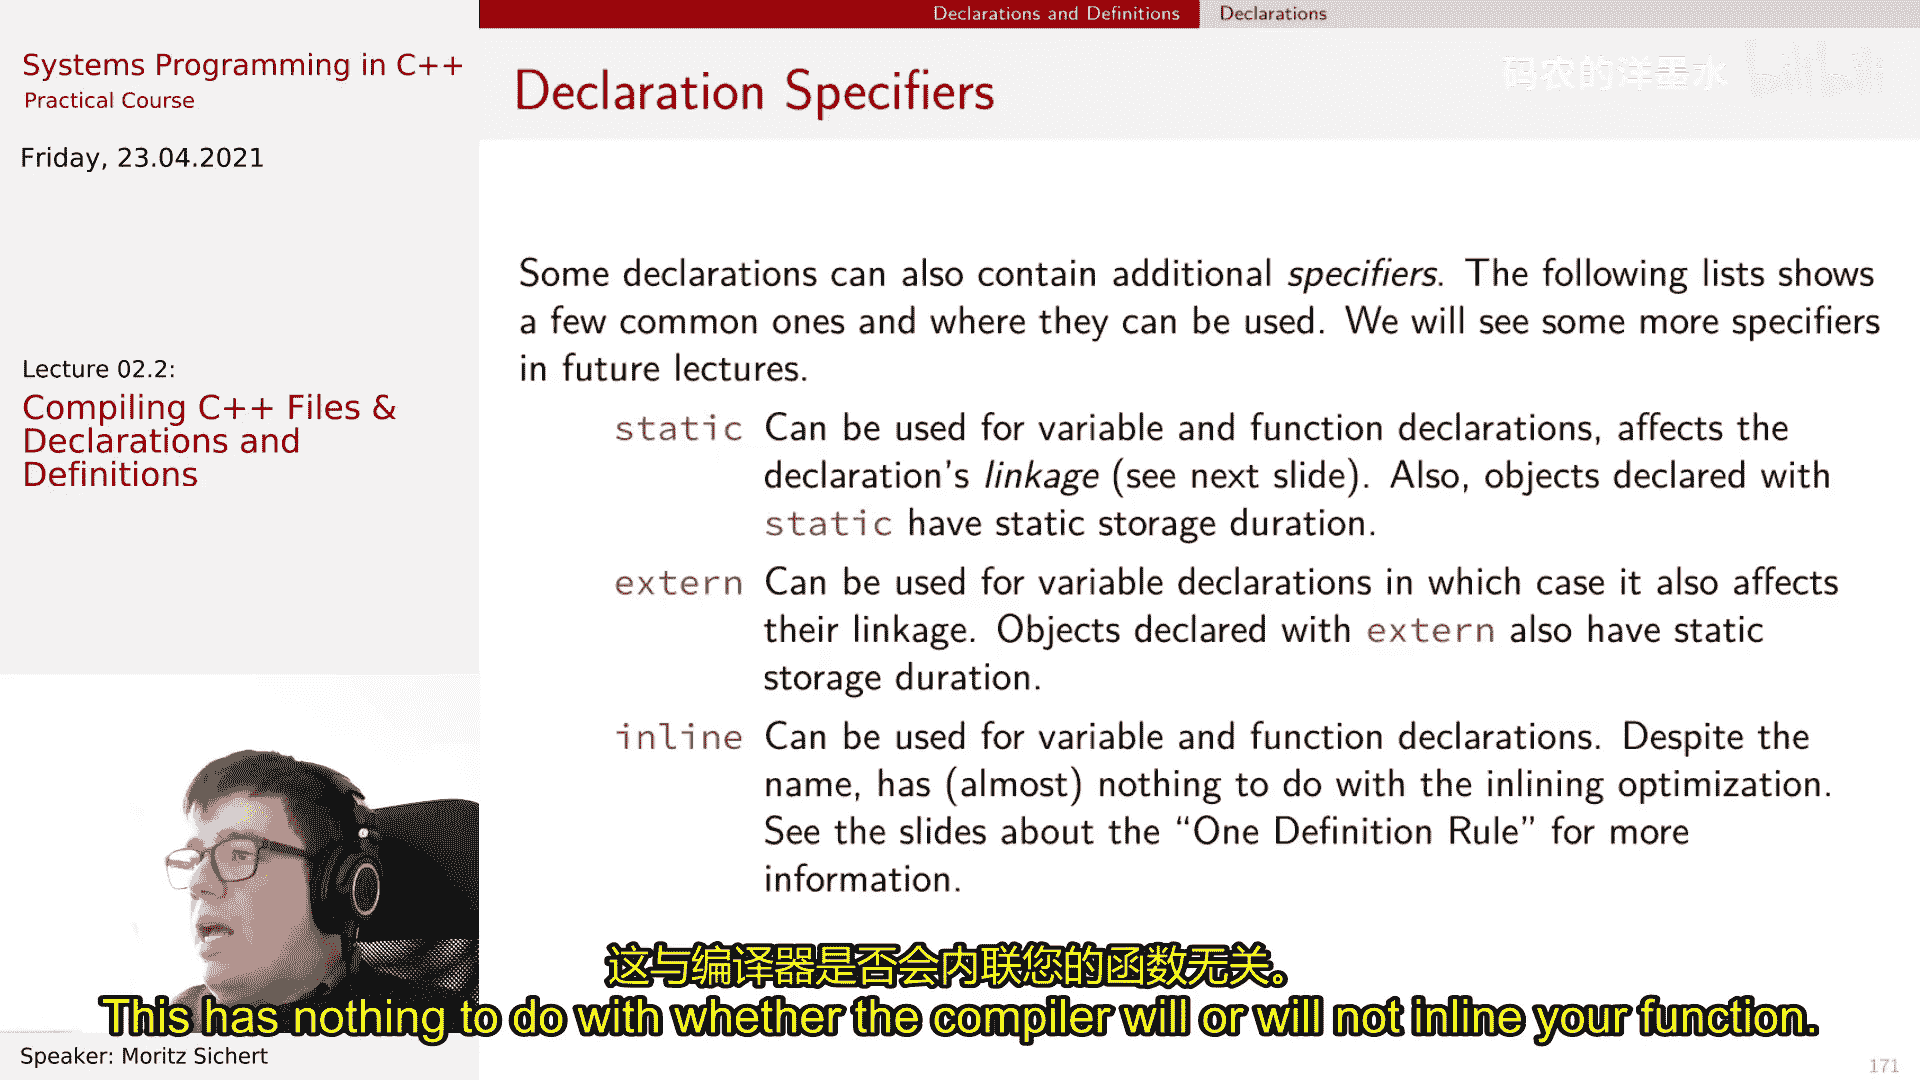 Declarations and Definitions Declarations
Systems Programming in C++
Practical Course
Friday, 23.04.2021
Lecture 02.2:
Compiling C++ Files &
Declarations and
Definitions
Declaration Specifiers
码农的洋墨水
Some declarations can also contain additional specifiers. The following lists shows
a few common ones and where they can be used. We will see some more specifiers
in future lectures.
static Can be used for variable and function declarations, affects the
declaration's linkage (see next slide). Also, objects declared with
static have static storage duration.
extern Can be used for variable declarations in which case it also affects
their linkage. Objects declared with extern also have static
storage duration.
inline Can be used for variable and function declarations. Despite the
name, has (almost) nothing to do with the inlining optimization.
See the slides about the “One Definition Rule” for more
information.
这与编译器是否会内联您的函数无关。
This has nothing to do with whether the compiler will or will not inline your function.
Speaker: Moritz Sichert
171